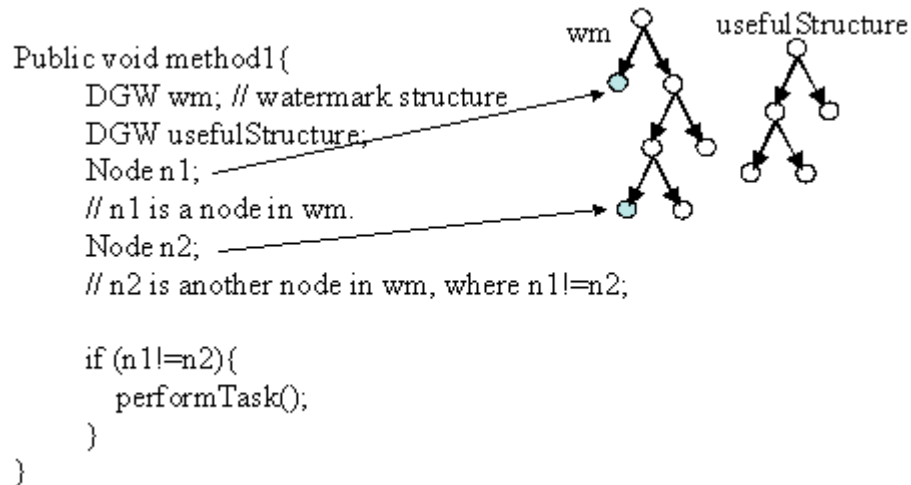 wm
usefulStructure
Public void method1{
DGW wm; // watermark structure
DGW usefulStructure;
Node n1;
// n1 is a node in wm.
Node n2;
// n2 is another node in wm, where n1!=n2;
if (n1!=n2){
performTask();
}
}